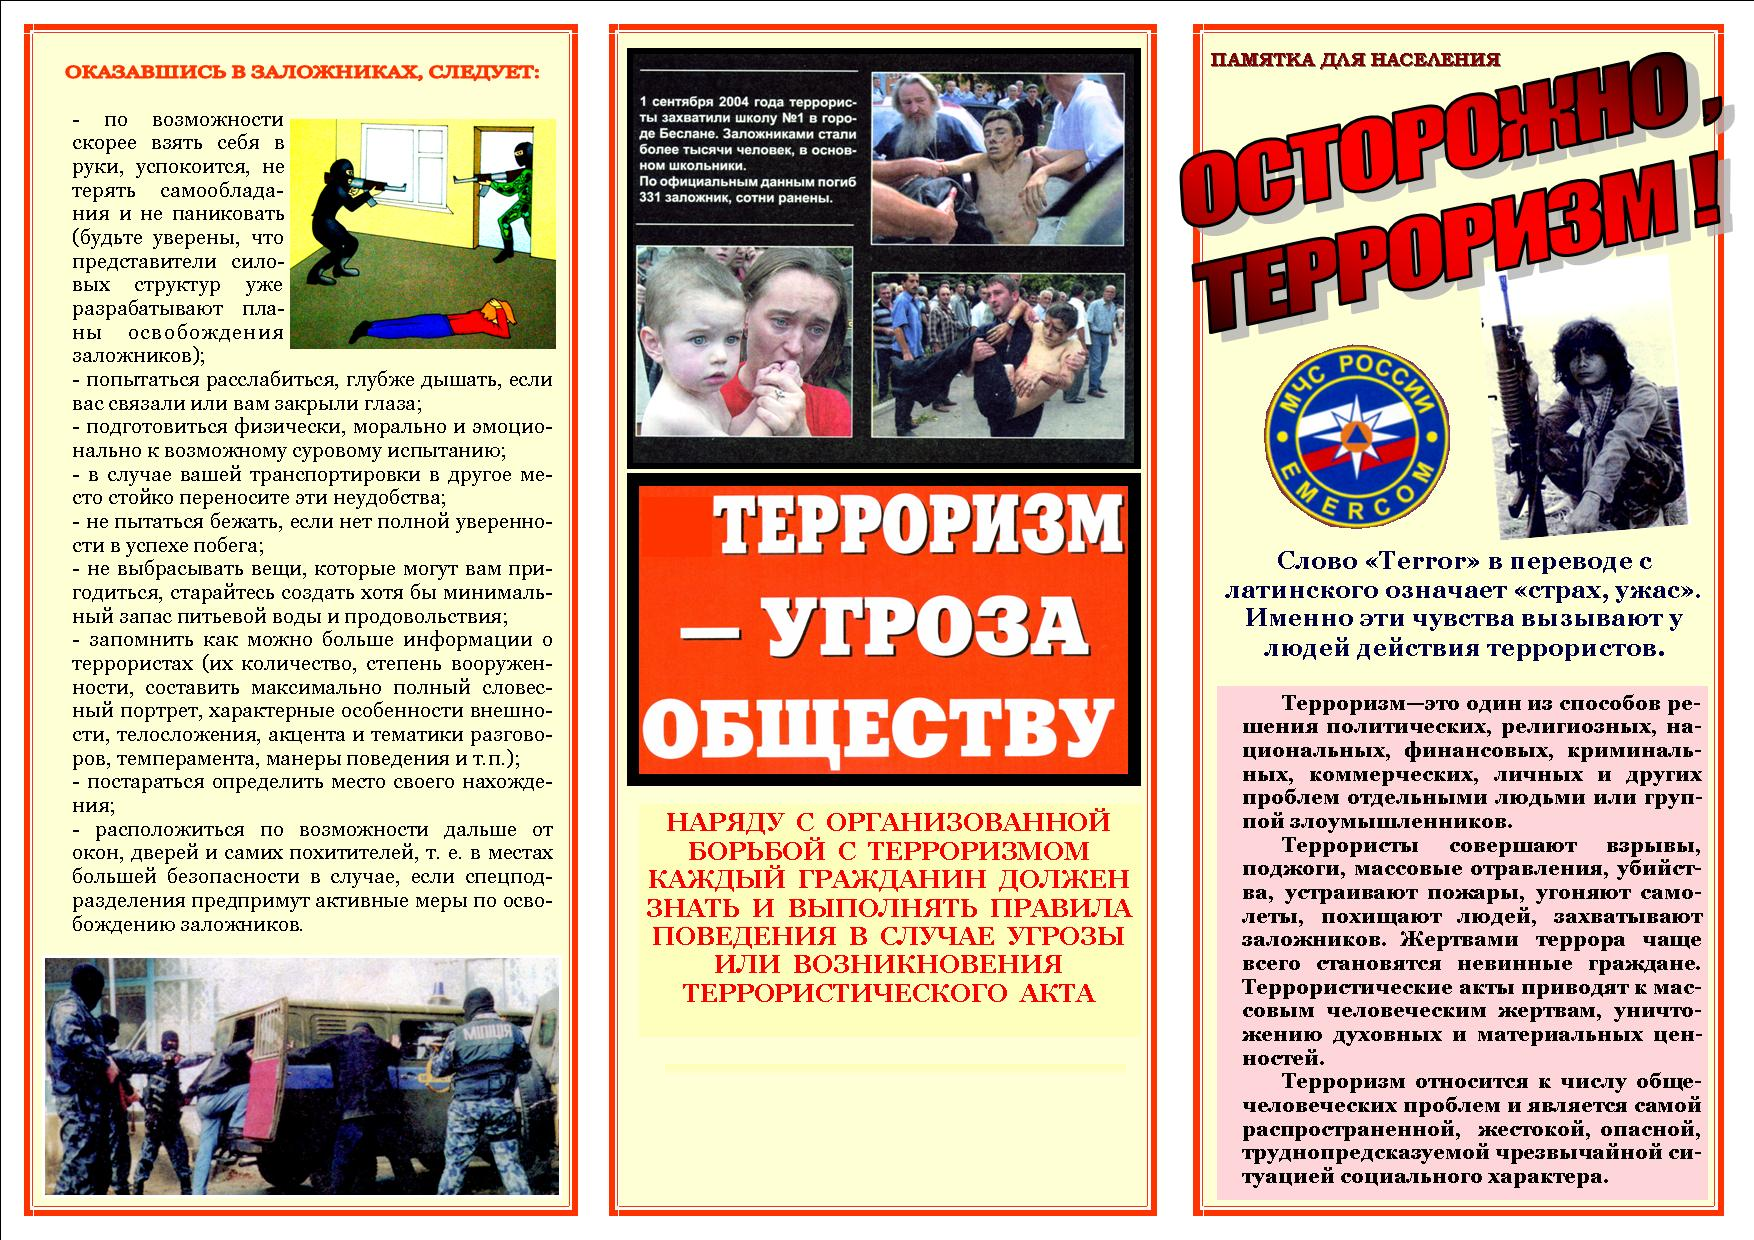 ОКАЗАВШИСЬ В ЗАЛОЖНИКАХ, СЛЕДУЕТ:
- по возможности
скорее взять себя в
руки, успокоится, не
терять самооблада-
ния и не паниковать
(будьте уверены, что
представители сило-
вых структур уже
разрабатывают пла-
ны освобождения
заложников);
- попытаться расслабиться, глубже дышать, если
вас связали или вам закрыли глаза;
- подготовиться физически, морально и эмоцио-
нально к возможному суровому испытанию;
- в случае вашей транспортировки в другое ме-
сто стойко переносите эти неудобства;
- не пытаться бежать, если нет полной уверенно-
сти в успехе побега;
- не выбрасывать вещи, которые могут вам при-
годиться, старайтесь создать хотя бы минималь-
ный запас питьевой воды и продовольствия;
- запомнить как можно больше информации о
террористах (их количество, степень вооружен-
ности, составить максимально полный словес-
ный портрет, характерные особенности внешно-
сти, телосложения, акцента и тематики разгово-
ров, темперамента, манеры поведения и т.п.);
- постараться определить место своего нахожде-
ния;
- расположиться по возможности дальше от
окон, дверей и самих похитителей, т. е. в местах
большей безопасности в случае, если спецпод-
разделения предпримут активные меры по осво-
бождению заложников.
МІЛІЦІЯ
1 сентября 2004 года террорис-
ты захватили школу №1 в горо-
де Беслане. Заложниками стали
более тысячи человек, в основ-
ном школьники.
По официальным данным погиб
331 заложник, сотни ранены.
ТЕРРОРИЗМ
— УГРОЗА
ОБЩЕСТВУ
НАРЯДУ С ОРГАНИЗОВАННОЙ
БОРЬБОЙ С ТЕРРОРИЗМОМ
КАЖДЫЙ ГРАЖДАНИН ДОЛЖЕН
ЗНАТЬ И ВЫПОЛНЯТЬ ПРАВИЛА
ПОВЕДЕНИЯ В СЛУЧАЕ УГРОЗЫ
ИЛИ ВОЗНИКНОВЕНИЯ
ТЕРРОРИСТИЧЕСКОГО АКТА
ПАМЯТКА ДЛЯ НАСЕЛЕНИЯ
ОСТОРОЖНО,
ТЕРРОРИЗМ!
МЧС РОССИИ
EMERCOM
Слово «Terror» в переводе с
латинского означает «страх, ужас».
Именно эти чувства вызывают у
людей действия террористов.
Терроризм—это один из способов ре-
шения политических, религиозных, на-
циональных, финансовых, криминаль-
ных, коммерческих, личных и других
проблем отдельными людьми или груп-
пой злоумышленников.
Террористы совершают взрывы,
поджоги, массовые отравления, убийст-
ва, устраивают пожары, угоняют само-
леты, похищают людей, захватывают
заложников. Жертвами террора чаще
всего становятся невинные граждане.
Террористические акты приводят к мас-
совым человеческим жертвам, уничто-
жению духовных и материальных цен-
ностей.
Терроризм относится к числу обще-
человеческих проблем и является самой
распространенной, жестокой, опасной,
труднопредсказуемой чрезвычайной си-
туацией социального характера.